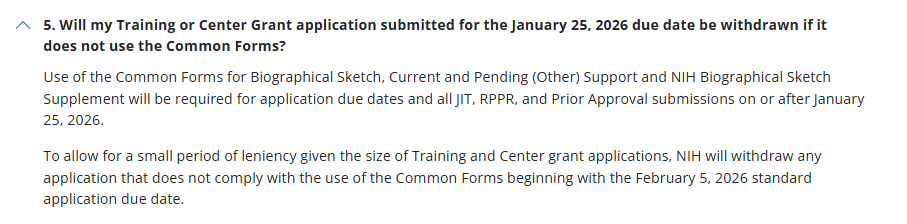 5. Will my Training or Center Grant application submitted for the January 25, 2026 due date be withdrawn if it
does not use the Common Forms?
Use of the Common Forms for Biographical Sketch, Current and Pending (Other) Support and NIH Biographical Sketch
Supplement will be required for application due dates and all JIT, RPPR, and Prior Approval submissions on or after January
25, 2026.
To allow for a small period of leniency given the size of Training and Center grant applications, NIH will withdraw any
application that does not comply with the use of the Common Forms beginning with the February 5, 2026 standard
application due date.